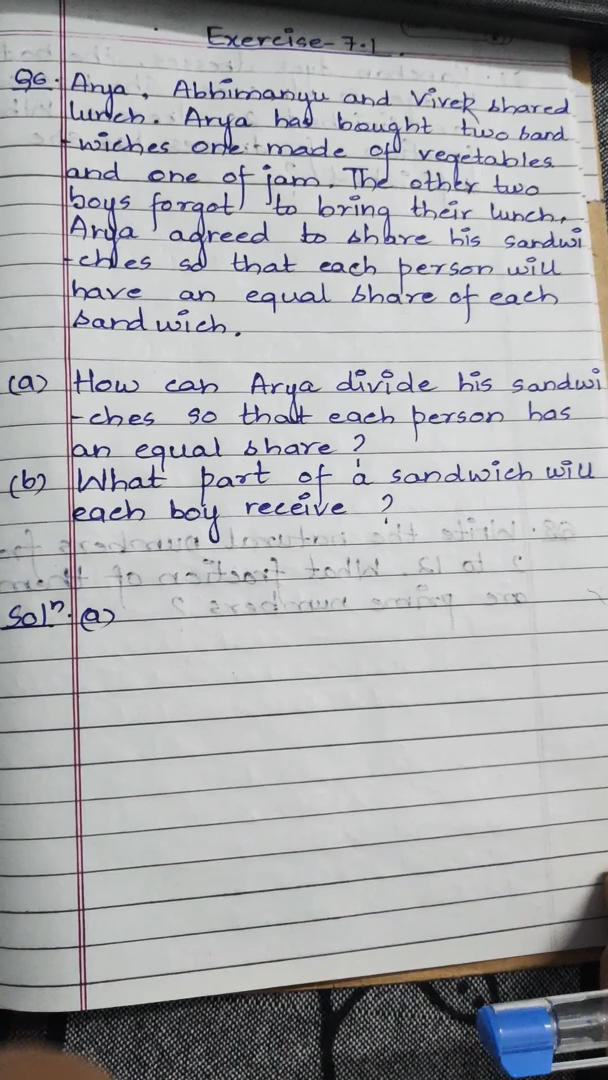 Exercise-7.1
Q6. Arya, Abhimanyu and Vivek shared
lunch. Arya has bought two sand
-wiches one made of vegetables
and one of jam. The other two
boys forgot to bring their lunch.
Arya agreed to share his sandwi
-ches so that each person will
have an equal share of each
sandwich.
(a) How can Arya divide his sandwi
-ches so that each person has
an equal share?
(b) What part of a sandwich will
each boy receive?
Solⁿ. (a)